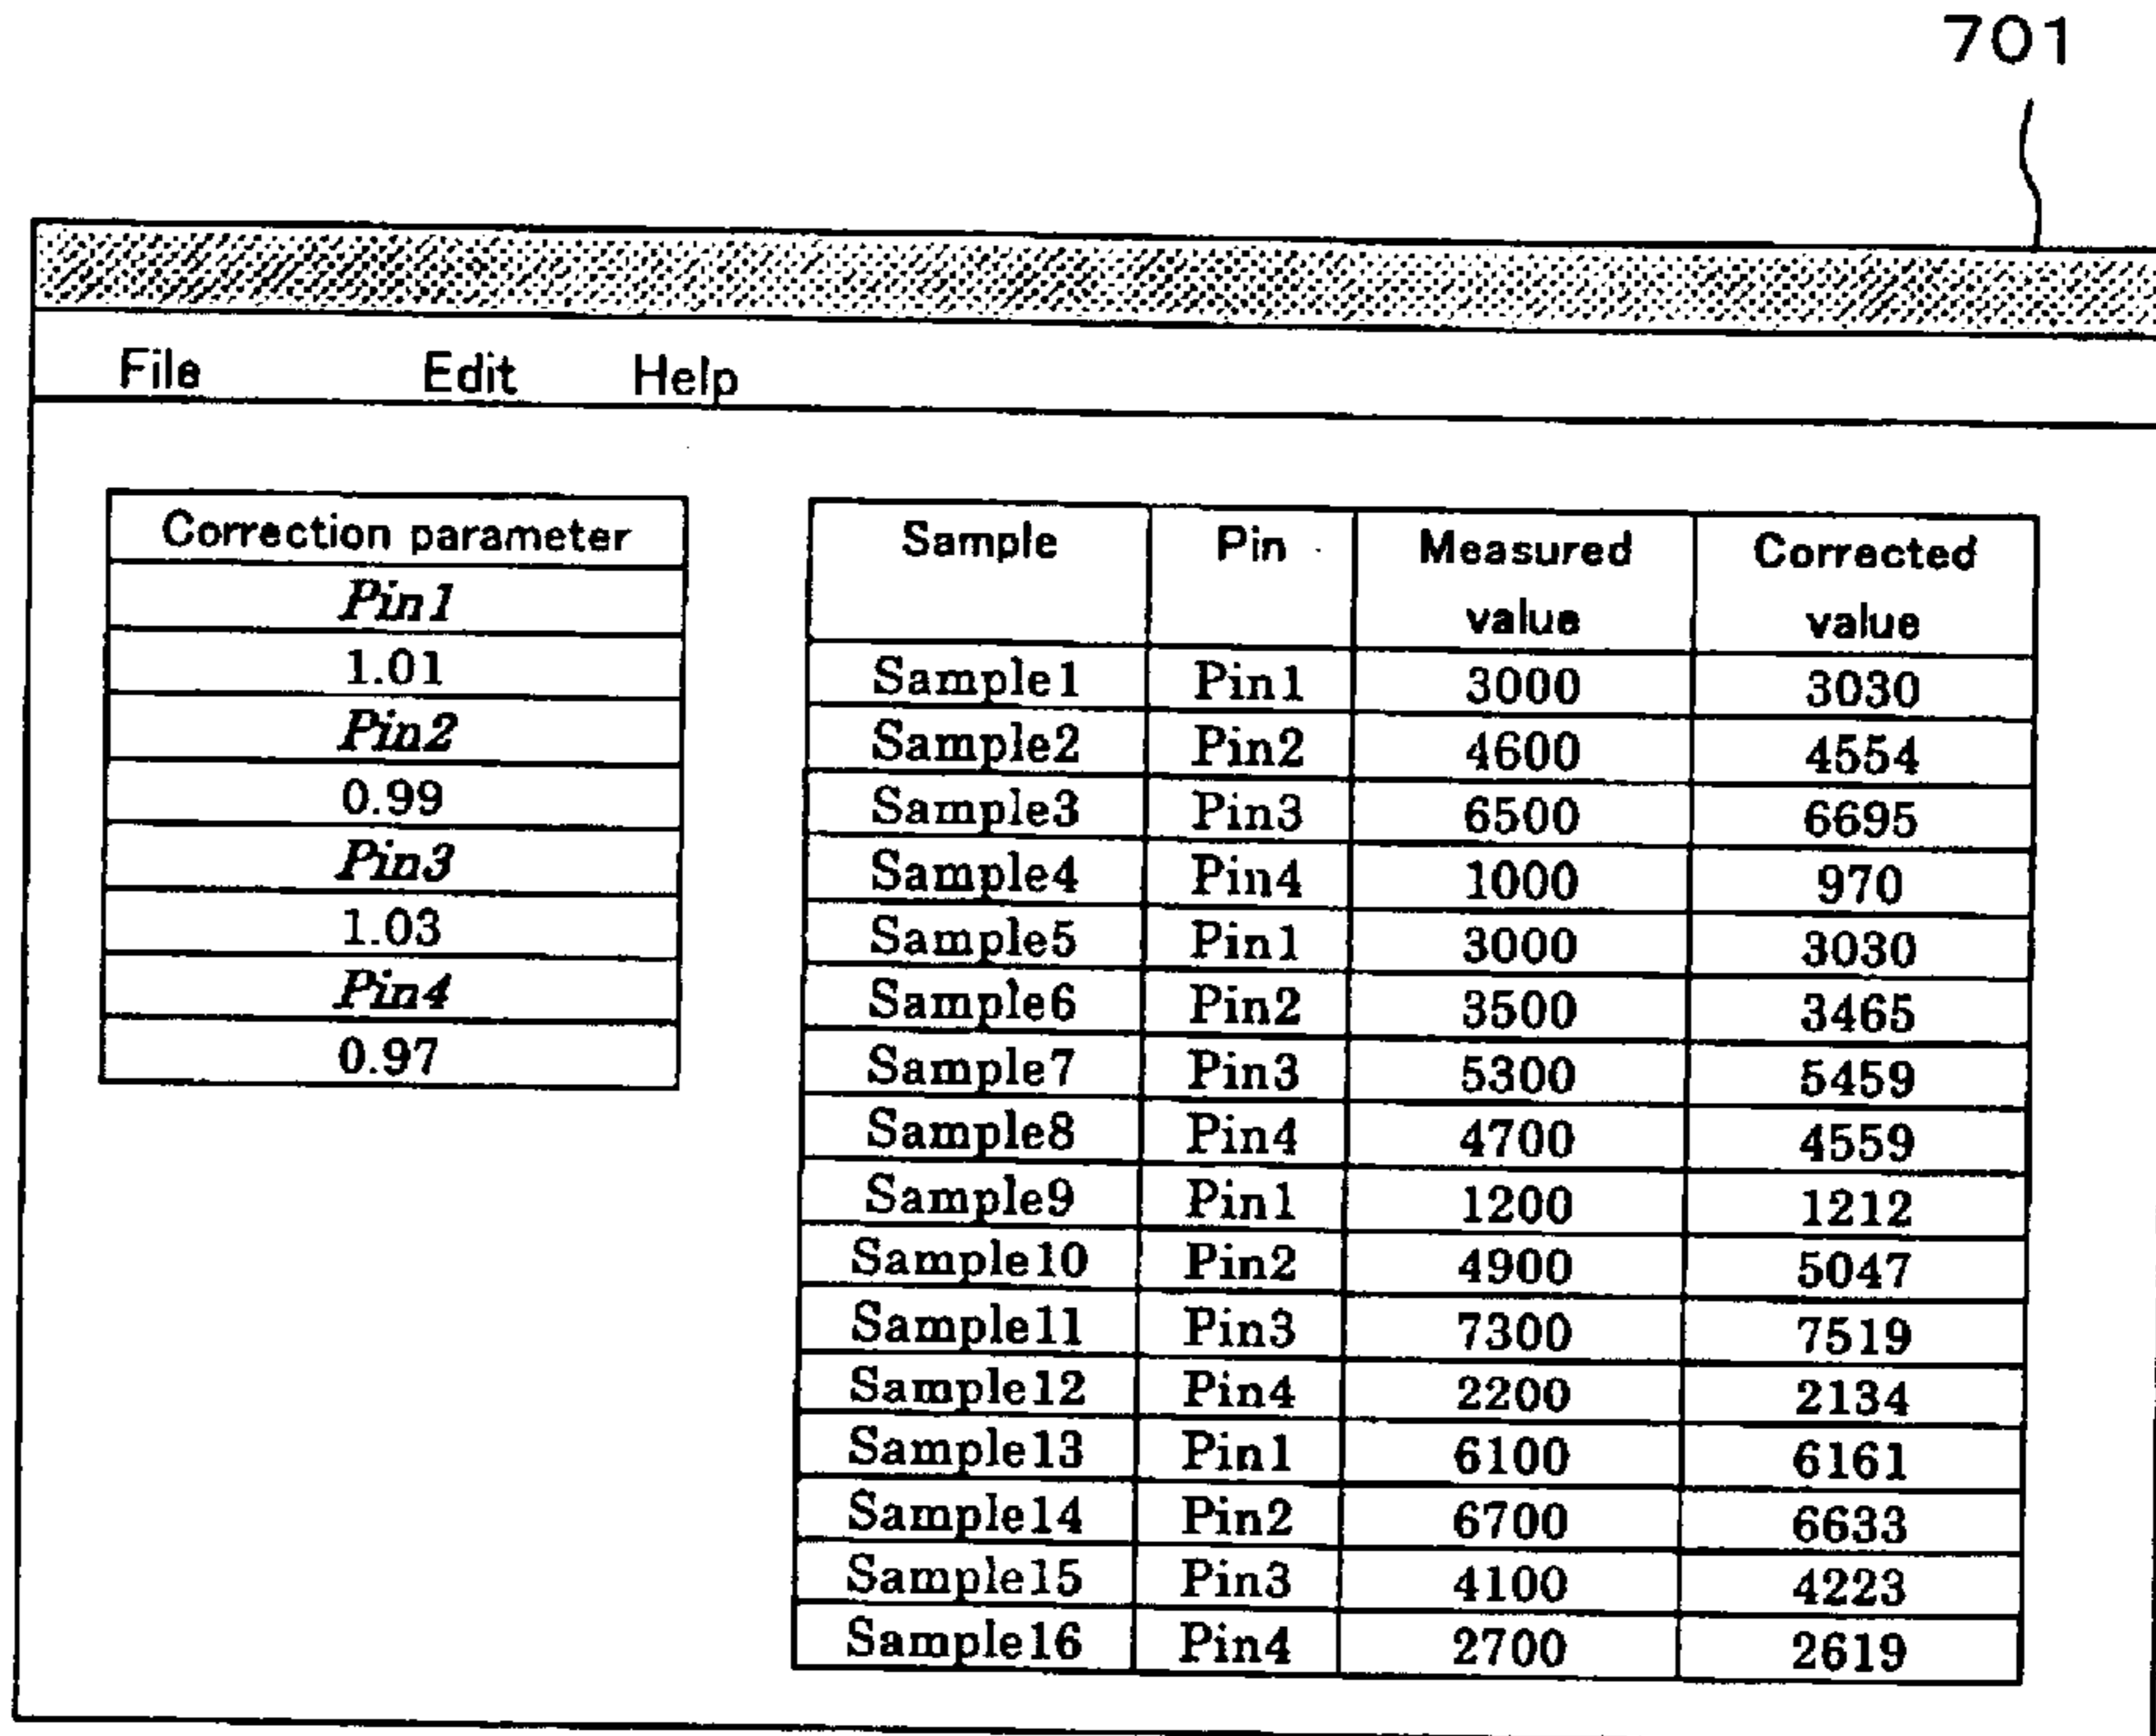 701
File Edit Help
Correction parameter
Pin1
1.01
Pin2
0.99
Pin3
1.03
Pin4
0.97
Sample Pin Measured value Corrected value
Sample1 Pin1 3000 3030
Sample2 Pin2 4600 4554
Sample3 Pin3 6500 6695
Sample4 Pin4 1000 970
Sample5 Pin1 3000 3030
Sample6 Pin2 3500 3465
Sample7 Pin3 5300 5459
Sample8 Pin4 4700 4559
Sample9 Pin1 1200 1212
Sample10 Pin2 4900 5047
Sample11 Pin3 7300 7519
Sample12 Pin4 2200 2134
Sample13 Pin1 6100 6161
Sample14 Pin2 6700 6633
Sample15 Pin3 4100 4223
Sample16 Pin4 2700 2619